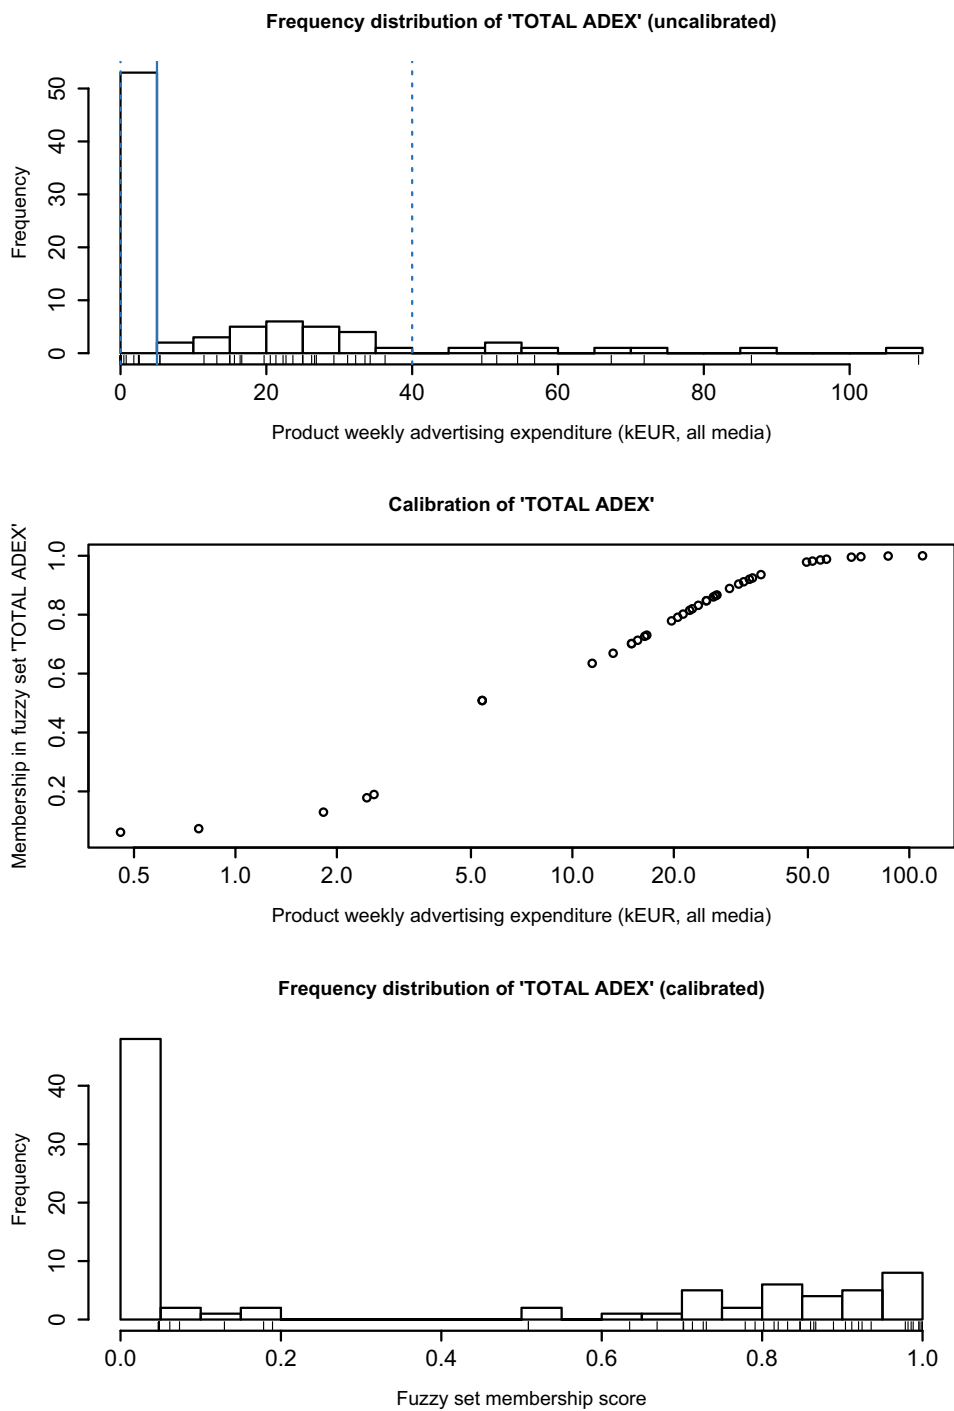 Frequency distribution of 'TOTAL ADEX' (uncalibrated)
Frequency
50
40
30
20
10
0
0 20 40 60 80 100
Product weekly advertising expenditure (kEUR, all media)
Calibration of 'TOTAL ADEX'
Membership in fuzzy set 'TOTAL ADEX'
1.0
0.8
0.6
0.4
0.2
0.5 1.0 2.0 5.0 10.0 20.0 50.0 100.0
Product weekly advertising expenditure (kEUR, all media)
Frequency distribution of 'TOTAL ADEX' (calibrated)
Frequency
40
30
20
10
0
0.0 0.2 0.4 0.6 0.8 1.0
Fuzzy set membership score